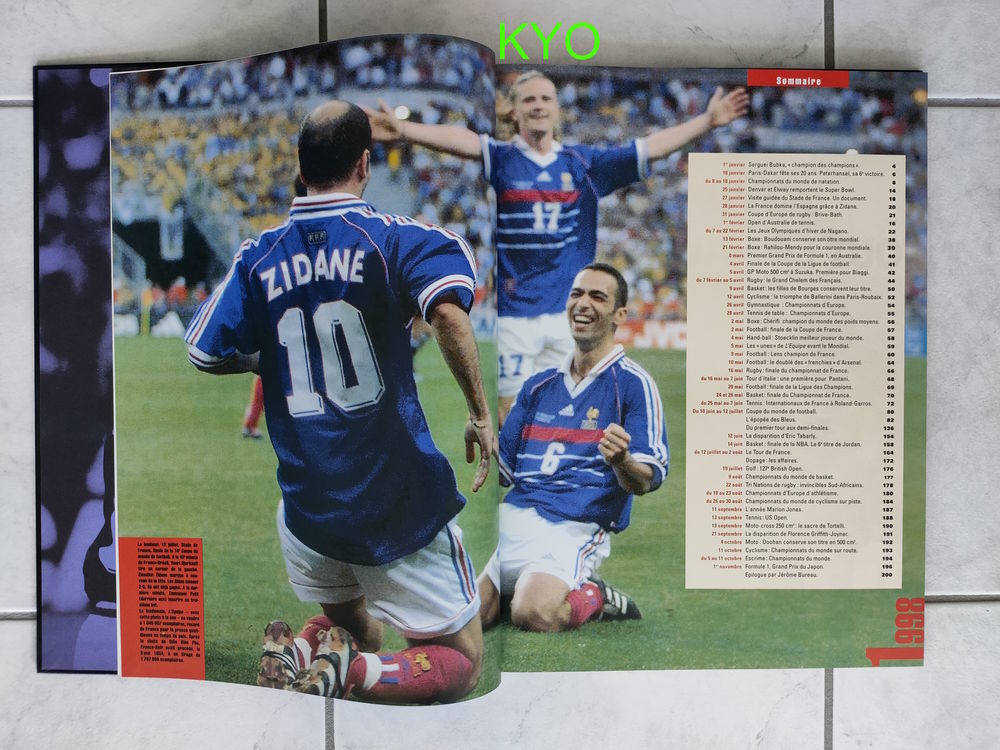 KYO
Sommaire
ZIDANE
10
17
17
6
1er janvier Serguei Bubka, « champion des champions ». 4
18 janvier Paris-Dakar fête ses 20 ans. Peterhansel, sa 6e victoire. 6
du 8 au 18 janvier Championnats du monde de natation. 8
25 janvier Denver et Elway remportent le Super Bowl. 14
27 janvier Visite guidée du Stade de France. Un document. 18
28 janvier La France domine l'Espagne grâce à Zidane. 20
31 janvier Coupe d'Europe de rugby : Brive-Bath. 21
1er février Open d'Australie de tennis. 16
du 7 au 22 février Les Jeux Olympiques d'hiver de Nagano. 22
13 février Boxe : Boudouani conserve son titre mondial. 38
21 février Boxe : Rahilou-Mendy pour la couronne mondiale. 39
8 mars Premier Grand Prix de Formule 1, en Australie. 40
4 avril Finale de la Coupe de la Ligue de football. 41
5 avril GP Moto 500 cm³ à Suzuka. Première pour Biaggi. 42
du 7 février au 5 avril Rugby : le Grand Chelem des Français. 44
9 avril Basket : les filles de Bourges conservent leur titre. 50
12 avril Cyclisme : le triomphe de Ballerini dans Paris-Roubaix. 52
26 avril Gymnastique : Championnats d'Europe. 54
28 avril Tennis de table : Championnats d'Europe. 55
2 mai Boxe : Chérifi champion du monde des poids moyens. 56
2 mai Football : finale de la Coupe de France. 57
4 mai Hand-ball : Stoecklin meilleur joueur du monde. 58
5 mai Les « unes » de L'Equipe avant le Mondial. 59
9 mai Football : Lens champion de France. 60
10 mai Football : le doublé des « frenchies » d'Arsenal. 64
16 mai Rugby : finale du championnat de France. 66
du 16 mai au 7 juin Tour d'Italie : une première pour Pantani. 68
20 mai Football : finale de la Ligue des Champions. 69
24 et 26 mai Basket : finale du Championnat de France. 70
du 25 mai au 7 juin Tennis : Internationaux de France à Roland-Garros. 72
Du 10 juin au 12 juillet Coupe du monde de football. 80
L'épopée des Bleus. 82
Du premier tour aux demi-finales. 136
12 juin La disparition d'Eric Tabarly. 154
14 juin Basket : finale de la NBA. Le 6e titre de Jordan. 158
du 12 juillet au 2 août Le Tour de France. 164
Dopage : les affaires. 172
19 juillet Golf : 127e British Open. 176
9 août Championnats du monde de basket. 177
22 août Tri Nations de rugby : invincibles Sud-Africains. 178
du 18 au 23 août Championnats d'Europe d'athlétisme. 180
du 26 au 30 août Championnats du monde de cyclisme sur piste. 184
11 septembre L'année Marion Jones. 187
13 septembre Tennis : US Open. 188
13 septembre Moto-cross 250 cm³ : le sacre de Tortelli. 190
21 septembre La disparition de Florence Griffith-Joyner. 191
4 octobre Moto : Doohan conserve son titre en 500 cm³. 192
11 octobre Cyclisme : Championnats du monde sur route. 193
du 5 au 11 octobre Escrime : Championnats du monde. 194
1er novembre Formule 1, Grand Prix du Japon. 196
Epilogue par Jérôme Bureau. 200
1998